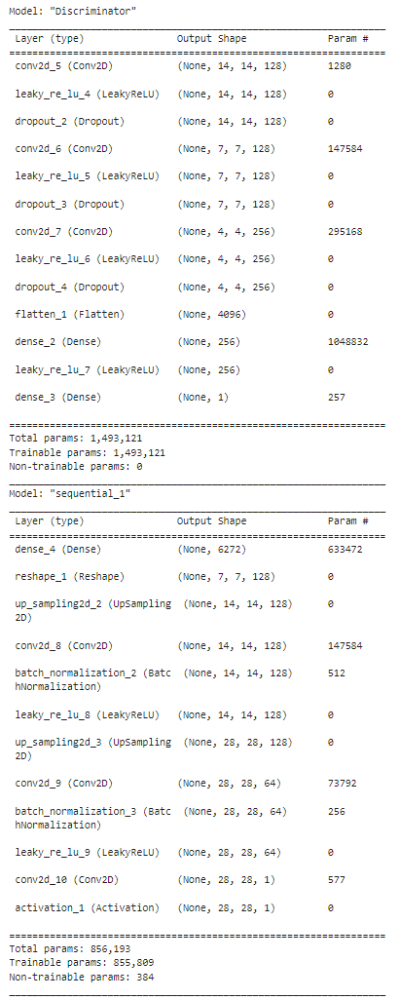 Model: "Discriminator"
_________________________________________________________________
Layer (type) Output Shape Param #
=================================================================
conv2d_5 (Conv2D) (None, 14, 14, 128) 1280
leaky_re_lu_4 (LeakyReLU) (None, 14, 14, 128) 0
dropout_2 (Dropout) (None, 14, 14, 128) 0
conv2d_6 (Conv2D) (None, 7, 7, 128) 147584
leaky_re_lu_5 (LeakyReLU) (None, 7, 7, 128) 0
dropout_3 (Dropout) (None, 7, 7, 128) 0
conv2d_7 (Conv2D) (None, 4, 4, 256) 295168
leaky_re_lu_6 (LeakyReLU) (None, 4, 4, 256) 0
dropout_4 (Dropout) (None, 4, 4, 256) 0
flatten_1 (Flatten) (None, 4096) 0
dense_2 (Dense) (None, 256) 1048832
leaky_re_lu_7 (LeakyReLU) (None, 256) 0
dense_3 (Dense) (None, 1) 257
=================================================================
Total params: 1,493,121
Trainable params: 1,493,121
Non-trainable params: 0
_________________________________________________________________
Model: "sequential_1"
_________________________________________________________________
Layer (type) Output Shape Param #
=================================================================
dense_4 (Dense) (None, 6272) 633472
reshape_1 (Reshape) (None, 7, 7, 128) 0
up_sampling2d_2 (UpSampling (None, 14, 14, 128) 0
2D)
conv2d_8 (Conv2D) (None, 14, 14, 128) 147584
batch_normalization_2 (Batc (None, 14, 14, 128) 512
hNormalization)
leaky_re_lu_8 (LeakyReLU) (None, 14, 14, 128) 0
up_sampling2d_3 (UpSampling (None, 28, 28, 128) 0
2D)
conv2d_9 (Conv2D) (None, 28, 28, 64) 73792
batch_normalization_3 (Batc (None, 28, 28, 64) 256
hNormalization)
leaky_re_lu_9 (LeakyReLU) (None, 28, 28, 64) 0
conv2d_10 (Conv2D) (None, 28, 28, 1) 577
activation_1 (Activation) (None, 28, 28, 1) 0
=================================================================
Total params: 856,193
Trainable params: 855,809
Non-trainable params: 384
_________________________________________________________________